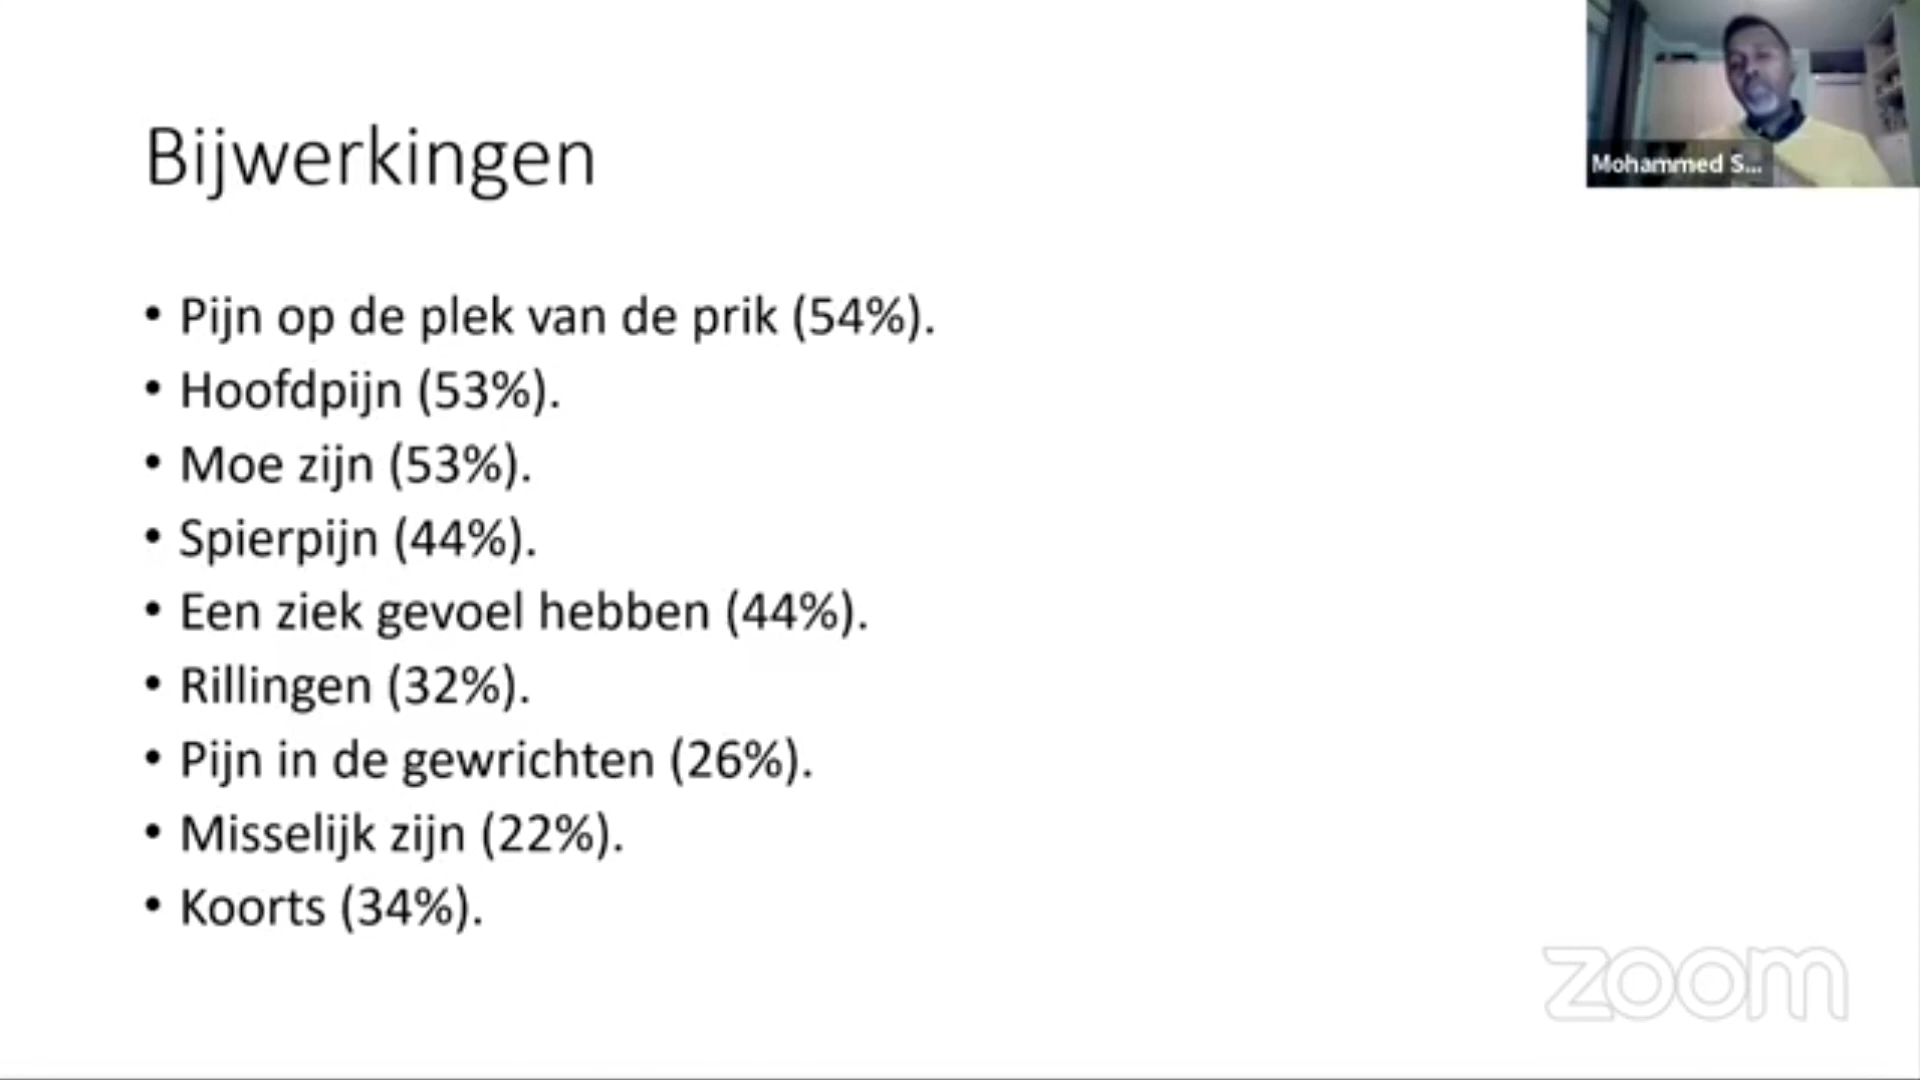 Bijwerkingen
Mohammed S...
• Pijn op de plek van de prik (54%).
• Hoofdpijn (53%).
• Moe zijn (53%).
• Spierpijn (44%).
• Een ziek gevoel hebben (44%).
• Rillingen (32%).
• Pijn in de gewrichten (26%).
• Misselijk zijn (22%).
• Koorts (34%).
zoom